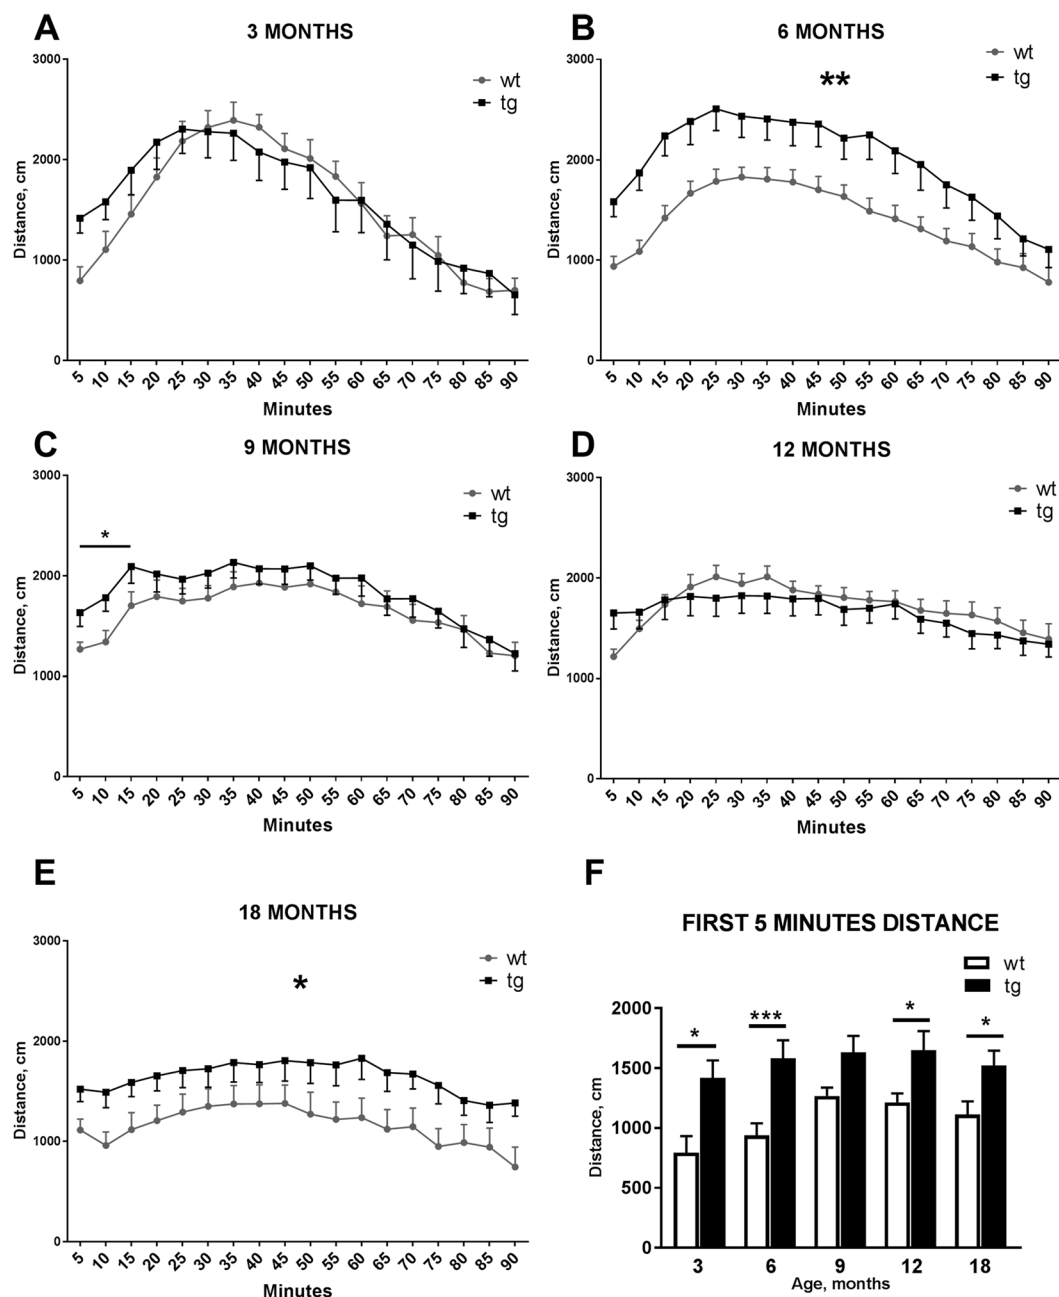 A
3 MONTHS
3000
2000
1000
0
Distance, cm
wt
tg
5 10 15 20 25 30 35 40 45 50 55 60 65 70 75 80 85 90
Minutes
B
6 MONTHS
3000
2000
1000
0
Distance, cm
wt
tg
**
5 10 15 20 25 30 35 40 45 50 55 60 65 70 75 80 85 90
Minutes
C
9 MONTHS
3000
2000
1000
0
Distance, cm
wt
tg
*
5 10 15 20 25 30 35 40 45 50 55 60 65 70 75 80 85 90
Minutes
D
12 MONTHS
3000
2000
1000
0
Distance, cm
wt
tg
5 10 15 20 25 30 35 40 45 50 55 60 65 70 75 80 85 90
Minutes
E
18 MONTHS
3000
2000
1000
0
Distance, cm
wt
tg
*
5 10 15 20 25 30 35 40 45 50 55 60 65 70 75 80 85 90
Minutes
F
FIRST 5 MINUTES DISTANCE
wt
tg
2000
1500
1000
500
0
Distance, cm
* *** * *
3 6 9 12 18
Age, months